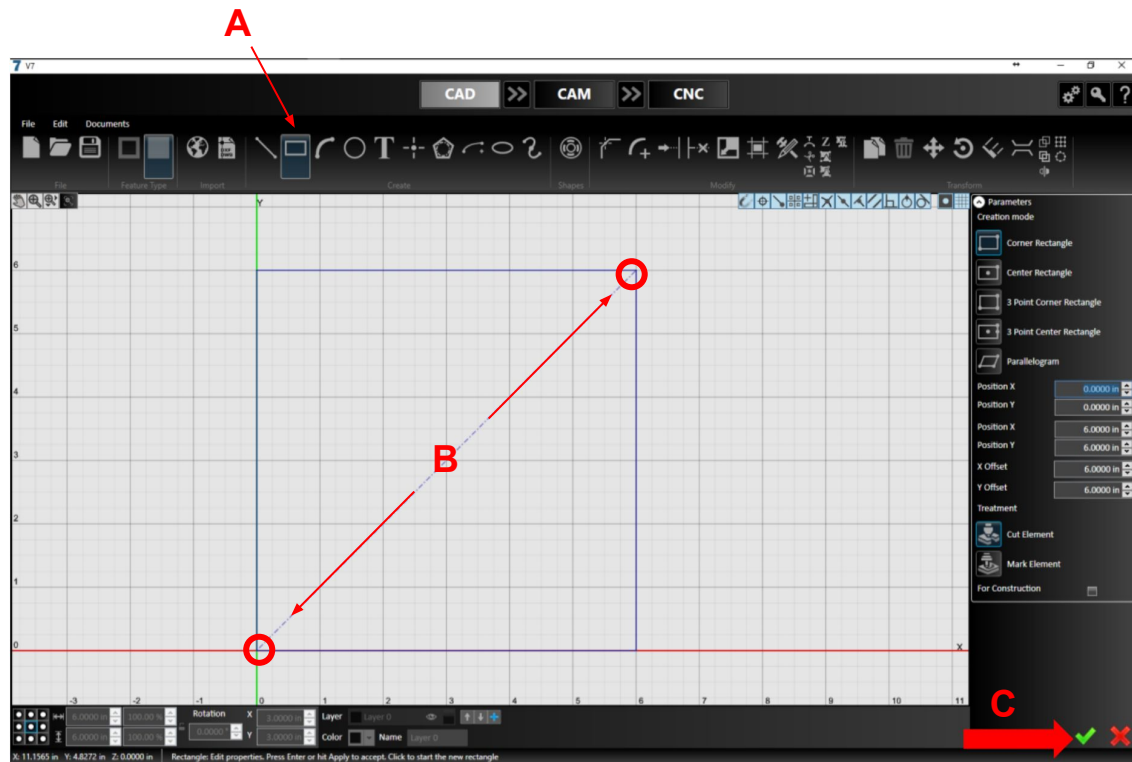 A
7 V7
CAD >> CAM >> CNC
File Edit Documents
File Feature Type Import Create Shapes Modify Transform
Y
Parameters
Creation mode
Corner Rectangle
Center Rectangle
3 Point Corner Rectangle
3 Point Center Rectangle
Parallelogram
Position X 0.0000 in
Position Y 0.0000 in
Position X 6.0000 in
Position Y 6.0000 in
X Offset 6.0000 in
Y Offset 6.0000 in
Treatment
Cut Element
Mark Element
For Construction
6
5
4
3
2
1
0
B
X
-3 -2 -1 0 1 2 3 4 5 6 7 8 9 10 11
C
6.0000 in 100.00 % Rotation X 3.0000 in Layer Layer 0
6.0000 in 100.00 % 0.0000 ° Y 3.0000 in Color Name Layer 0
X: 11.1565 in Y: 4.8272 in Z: 0.0000 in Rectangle: Edit properties. Press Enter or hit Apply to accept. Click to start the new rectangle